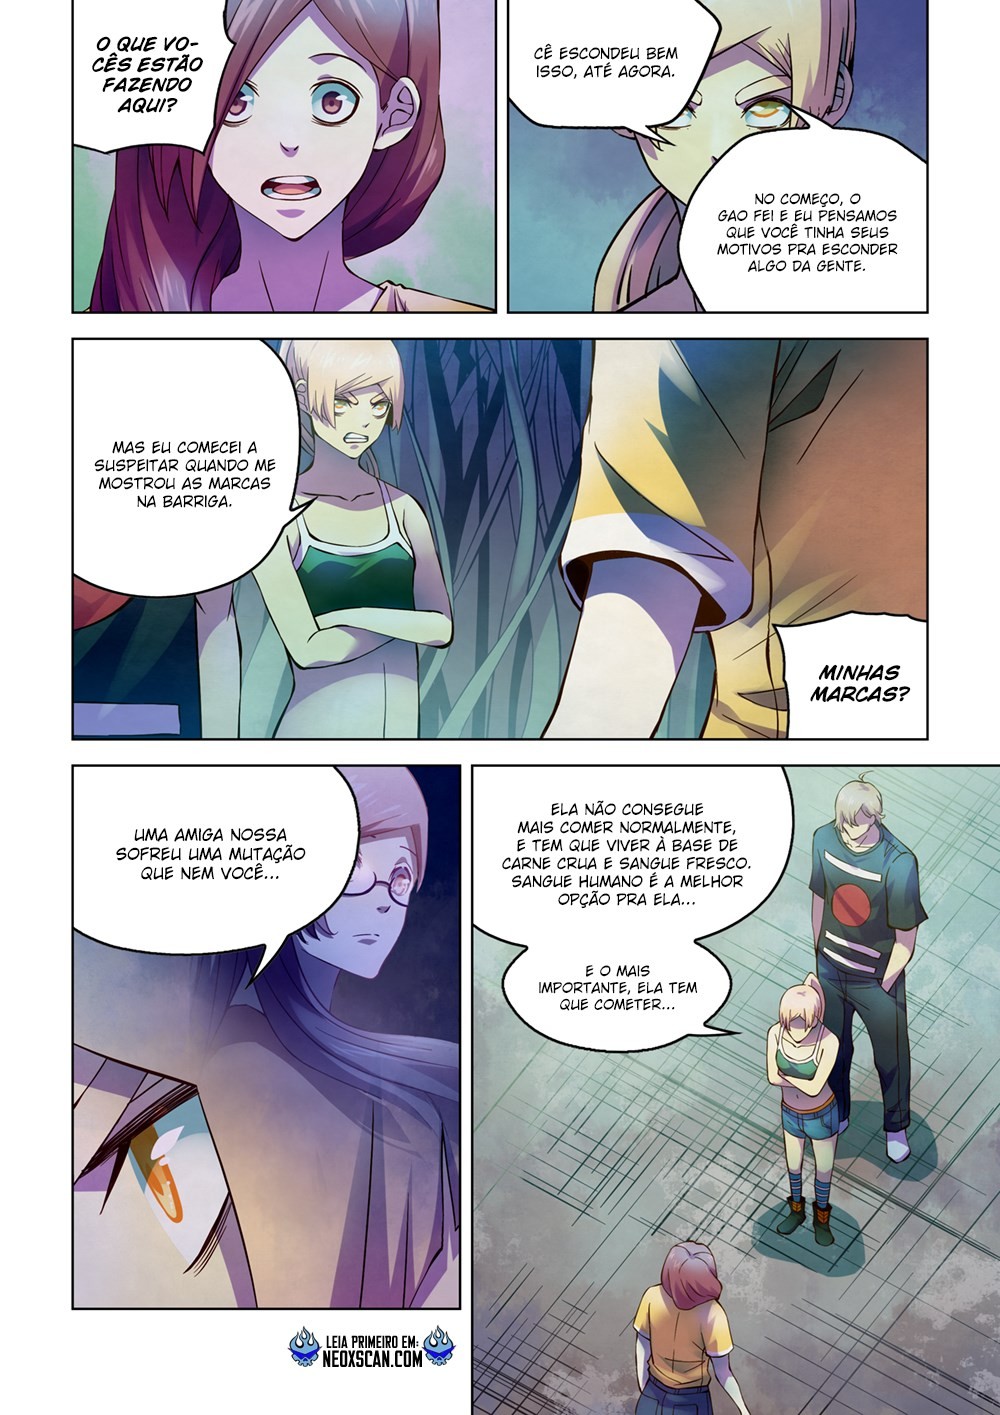 O QUE VO-
CÊS ESTÃO
FAZENDO
AQUI?
CÊ ESCONDEU BEM
ISSO, ATÉ AGORA.
NO COMEÇO, O
GAO FEI E EU PENSAMOS
QUE VOCÊ TINHA SEUS
MOTIVOS PRA ESCONDER
ALGO DA GENTE.
MAS EU COMECEI A
SUSPEITAR QUANDO ME
MOSTROU AS MARCAS
NA BARRIGA.
MINHAS
MARCAS?
UMA AMIGA NOSSA
SOFREU UMA MUTAÇÃO
QUE NEM VOCÊ...
ELA NÃO CONSEGUE
MAIS COMER NORMALMENTE,
E TEM QUE VIVER À BASE DE
CARNE CRUA E SANGUE FRESCO.
SANGUE HUMANO É A MELHOR
OPÇÃO PRA ELA...
E O MAIS
IMPORTANTE, ELA TEM
QUE COMETER...
LEIA PRIMEIRO EM:
NEOXSCAN.COM